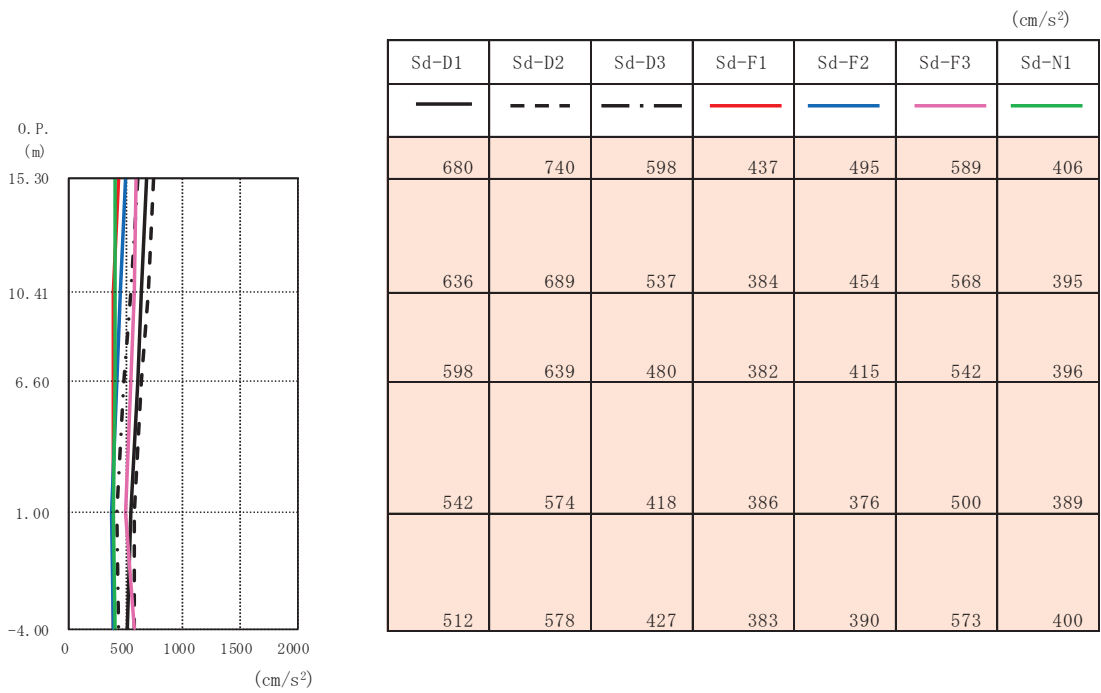 (cm/s²)
Sd-D1 Sd-D2 Sd-D3 Sd-F1 Sd-F2 Sd-F3 Sd-N1
O.P.
(m)
15.30
680 740 598 437 495 589 406
10.41
636 689 537 384 454 568 395
6.60
598 639 480 382 415 542 396
1.00
542 574 418 386 376 500 389
-4.00
512 578 427 383 390 573 400
0 500 1000 1500 2000
(cm/s²)